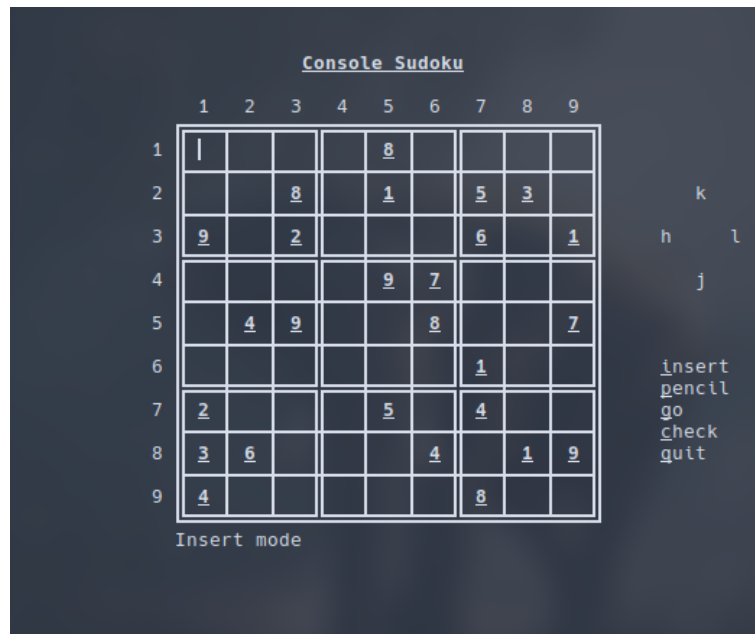 Console Sudoku
1 2 3 4 5 6 7 8 9
1 8
2 8 1 5 3 k
3 9 2 6 1 h l
4 9 7 j
5 4 9 8 7
6 1 insert
pencil
7 2 5 4 go
check
8 3 6 4 1 9 quit
9 4 8
Insert mode